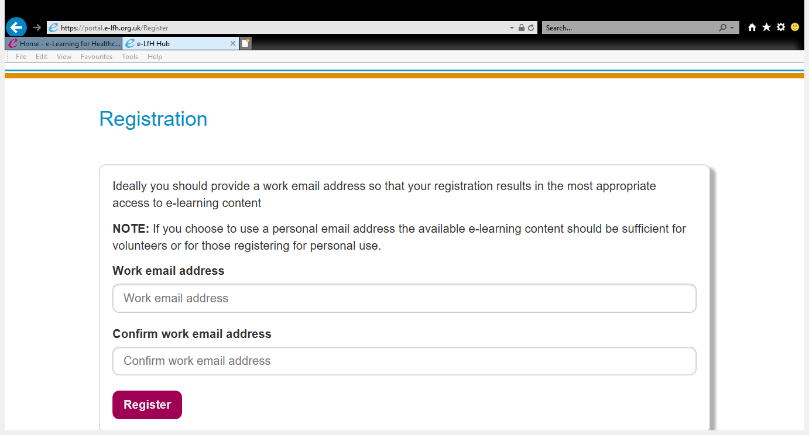 https://portal.e-lfh.org.uk/Register
Search...
Home - e-Learning for Healthc...
e-LfH Hub
File Edit View Favourites Tools Help
Registration
Ideally you should provide a work email address so that your registration results in the most appropriate
access to e-learning content
NOTE: If you choose to use a personal email address the available e-learning content should be sufficient for
volunteers or for those registering for personal use.
Work email address
Work email address
Confirm work email address
Confirm work email address
Register